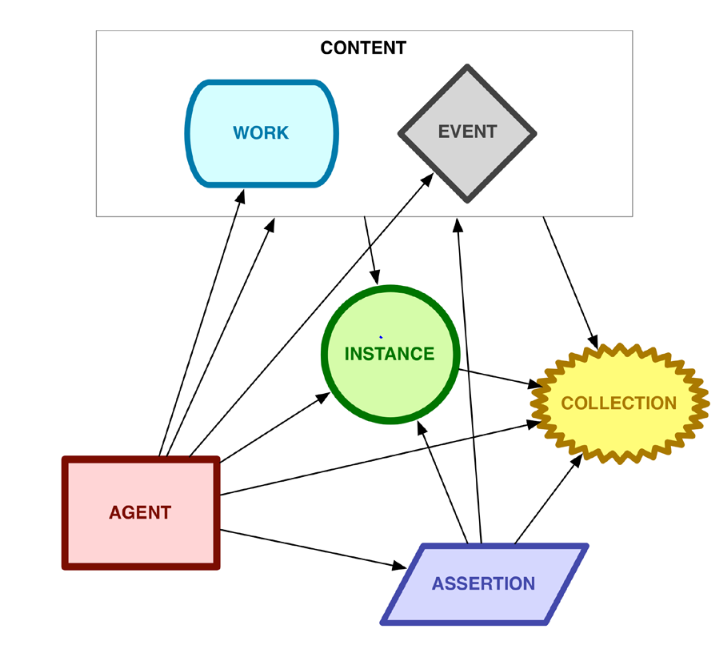 CONTENT
WORK
EVENT
INSTANCE
COLLECTION
AGENT
ASSERTION